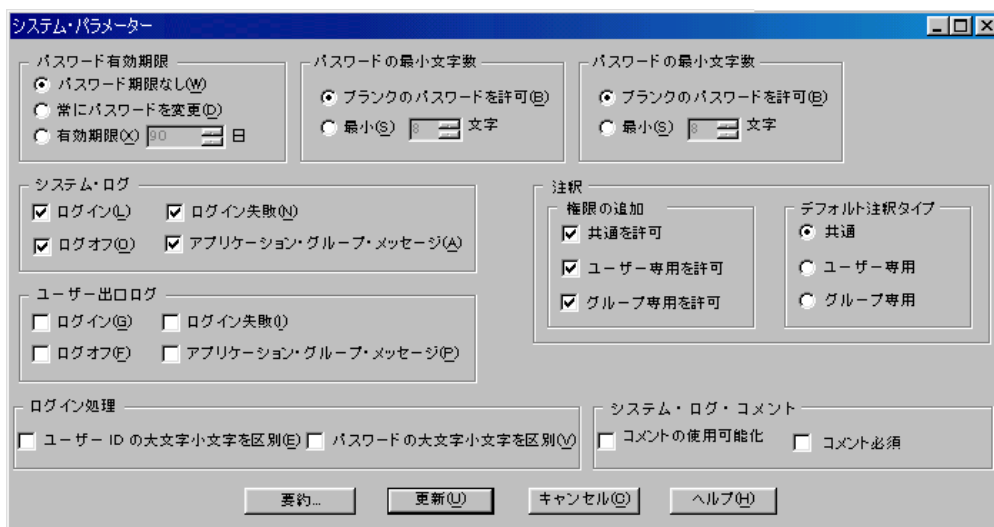 システム・パラメーター
パスワード有効期限
パスワード期限なし(W)
常にパスワードを変更(D)
有効期限(X) 90 日
パスワードの最小文字数
ブランクのパスワードを許可(B)
最小(S) 8 文字
パスワードの最小文字数
ブランクのパスワードを許可(B)
最小(S) 8 文字
システム・ログ
ログイン(L) ログイン失敗(N)
ログオフ(O) アプリケーション・グループ・メッセージ(A)
ユーザー出口ログ
ログイン(G) ログイン失敗(I)
ログオフ(F) アプリケーション・グループ・メッセージ(P)
注釈
権限の追加
共通を許可
ユーザー専用を許可
グループ専用を許可
デフォルト注釈タイプ
共通
ユーザー専用
グループ専用
ログイン処理
ユーザー ID の大文字小文字を区別(E) パスワードの大文字小文字を区別(V)
システム・ログ・コメント
コメントの使用可能化 コメント必須
要約... 更新(U) キャンセル(C) ヘルプ(H)